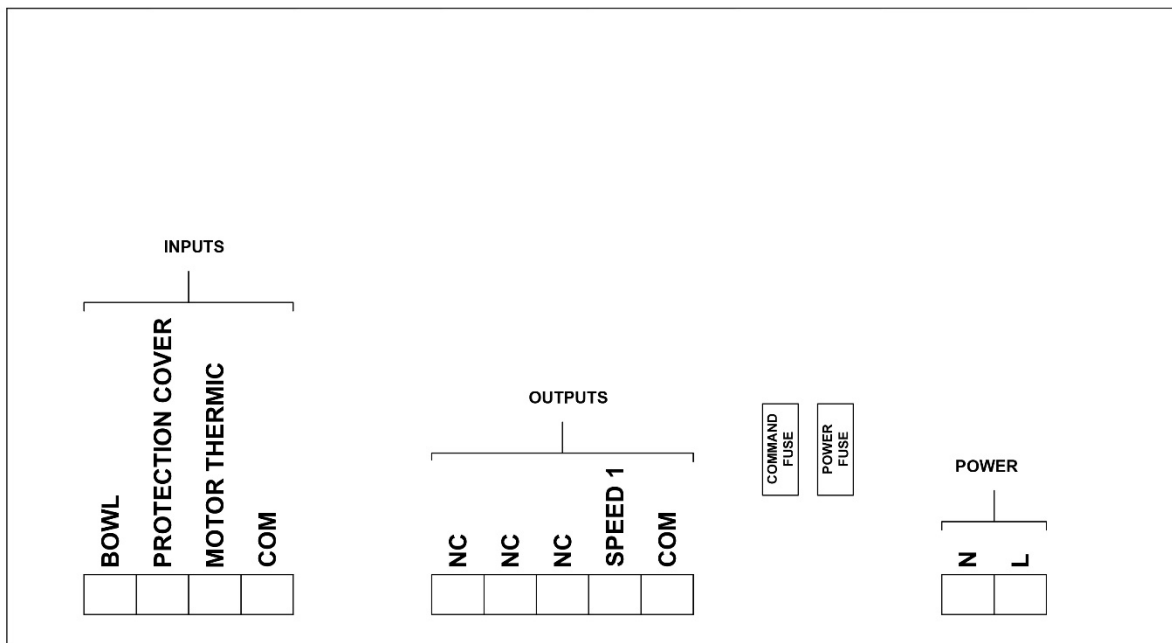 INPUTS
BOWL
PROTECTION COVER
MOTOR THERMIC
COM
OUTPUTS
NC
NC
NC
SPEED 1
COM
COMMAND
FUSE
POWER
FUSE
POWER
N
L